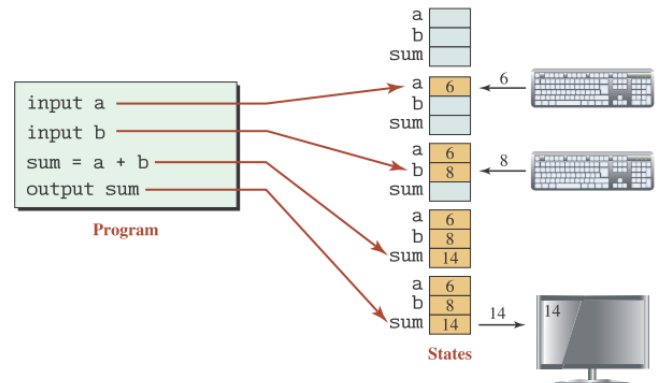 input a
input b
sum = a + b
output sum
Program
a
b
sum
a 6
b
sum
6
a 6
b 8
sum
8
a 6
b 8
sum 14
a 6
b 8
sum 14
14
14
States